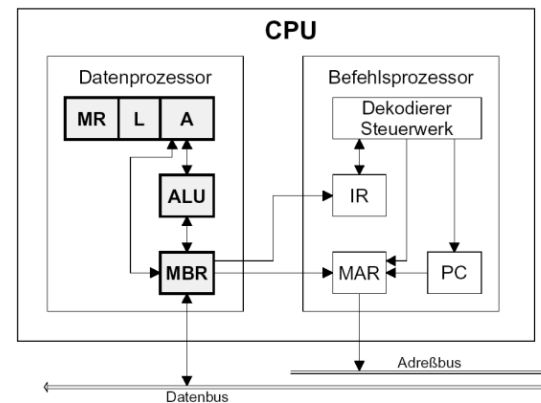 CPU
Datenprozessor
MR L A
ALU
MBR
Befehlsprozessor
Dekodierer
Steuerwerk
IR
MAR PC
Adreßbus
Datenbus